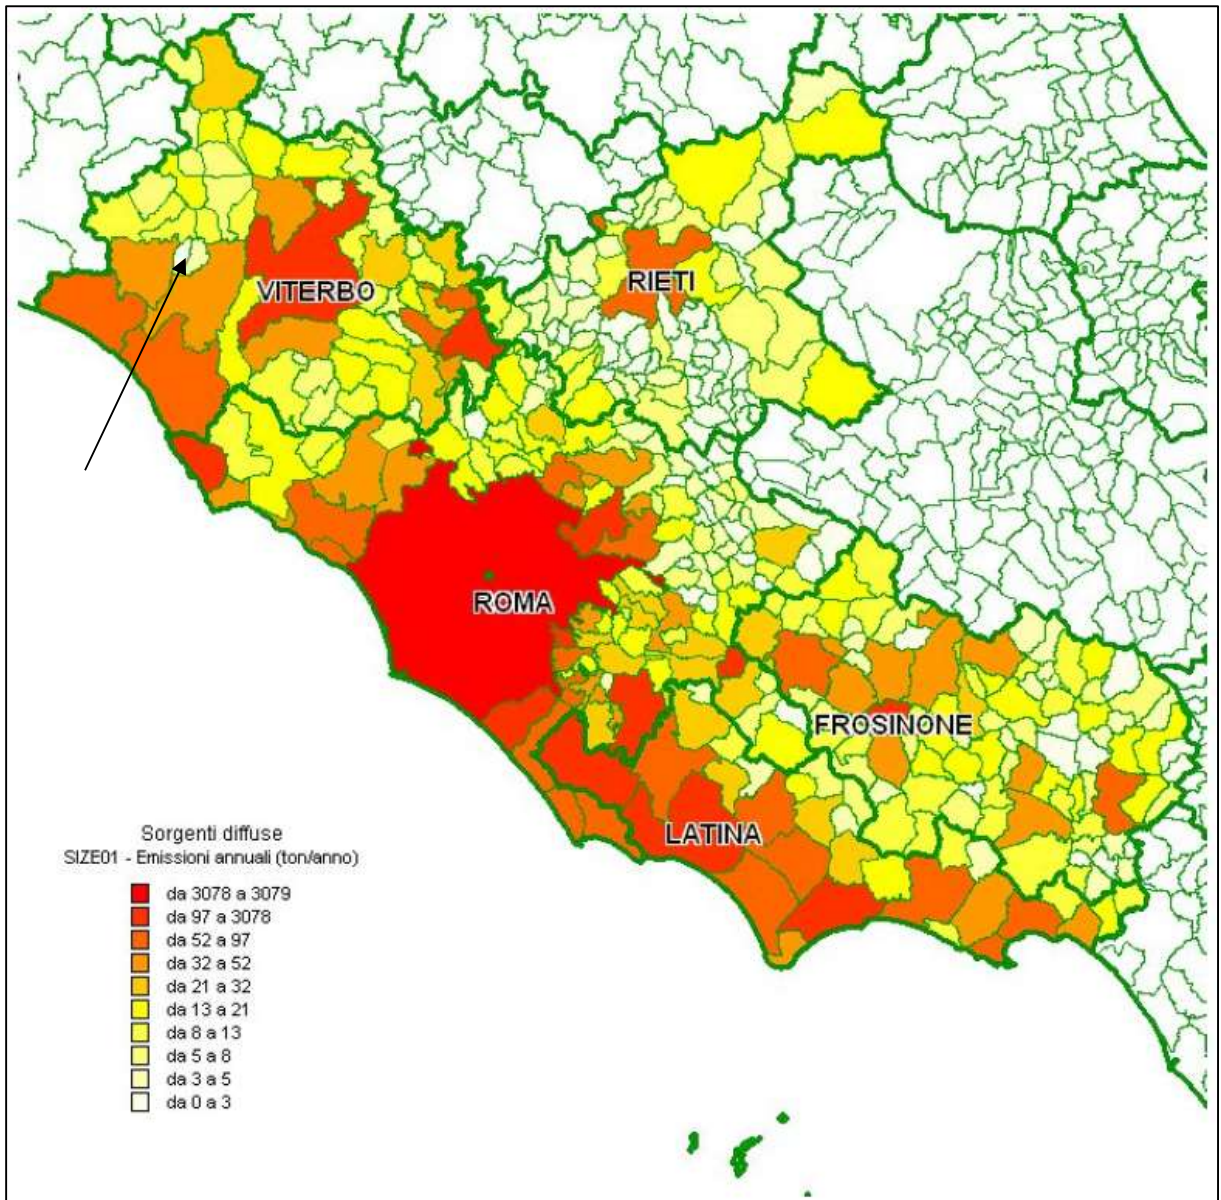 VITERBO
RIETI
ROMA
FROSINONE
LATINA
Sorgenti diffuse
SIZE01 - Emissioni annuali (ton/anno)
da 3078 a 3079
da 97 a 3078
da 52 a 97
da 32 a 52
da 21 a 32
da 13 a 21
da 8 a 13
da 5 a 8
da 3 a 5
da 0 a 3